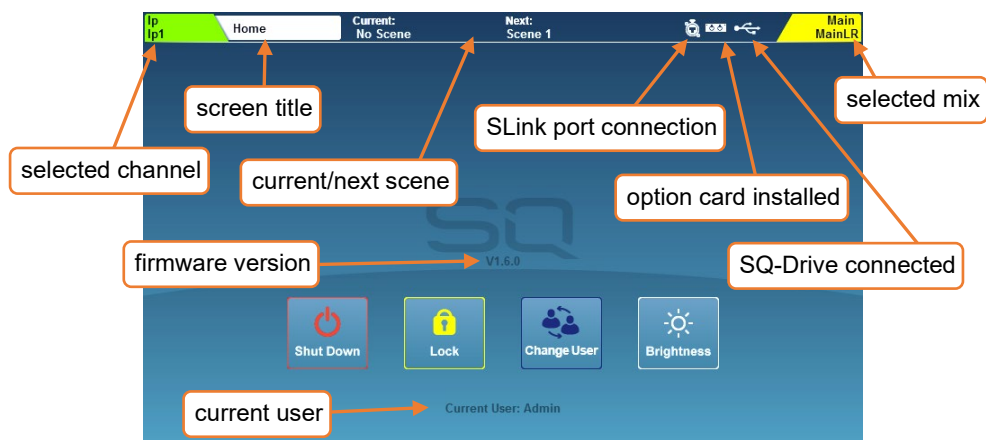 Ip
Ip1
Home
Current:
No Scene
Next:
Scene 1
Main
MainLR
screen title
SLink port connection
selected mix
selected channel
current/next scene
option card installed
SQ
firmware version
V1.6.0
SQ-Drive connected
Shut Down
Lock
Change User
Brightness
current user
Current User: Admin